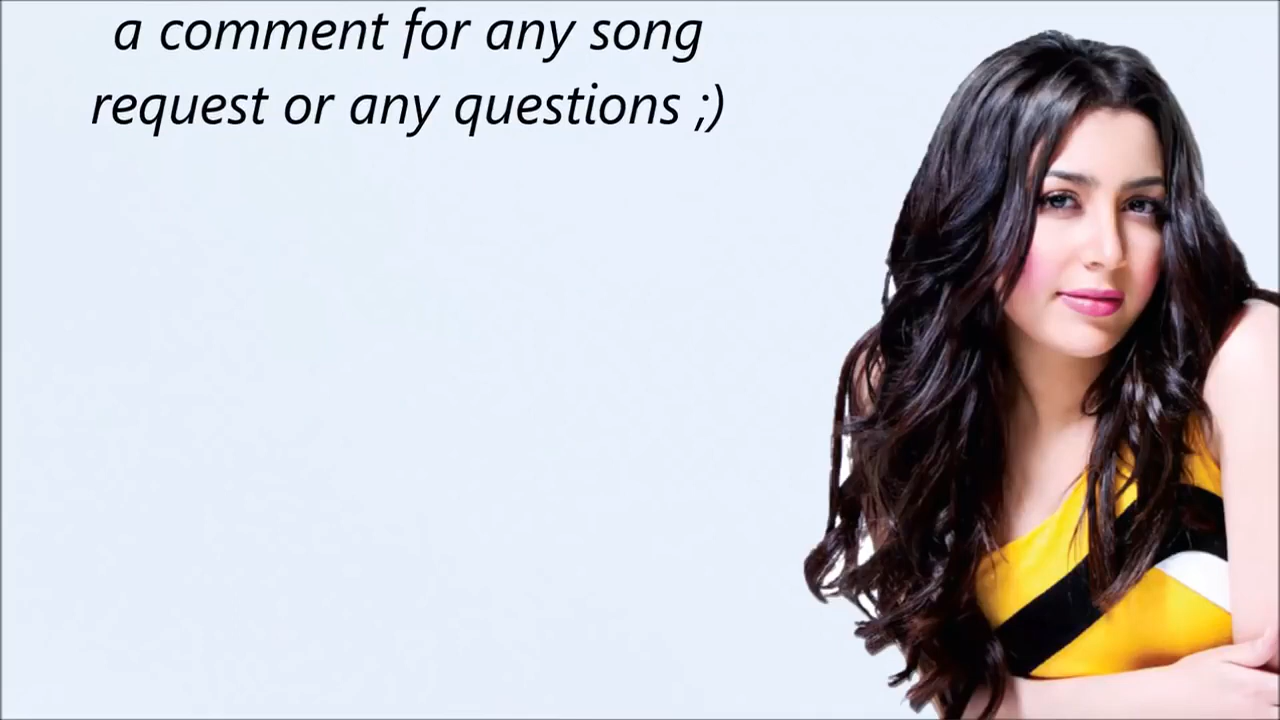 a comment for any song
request or any questions ;)